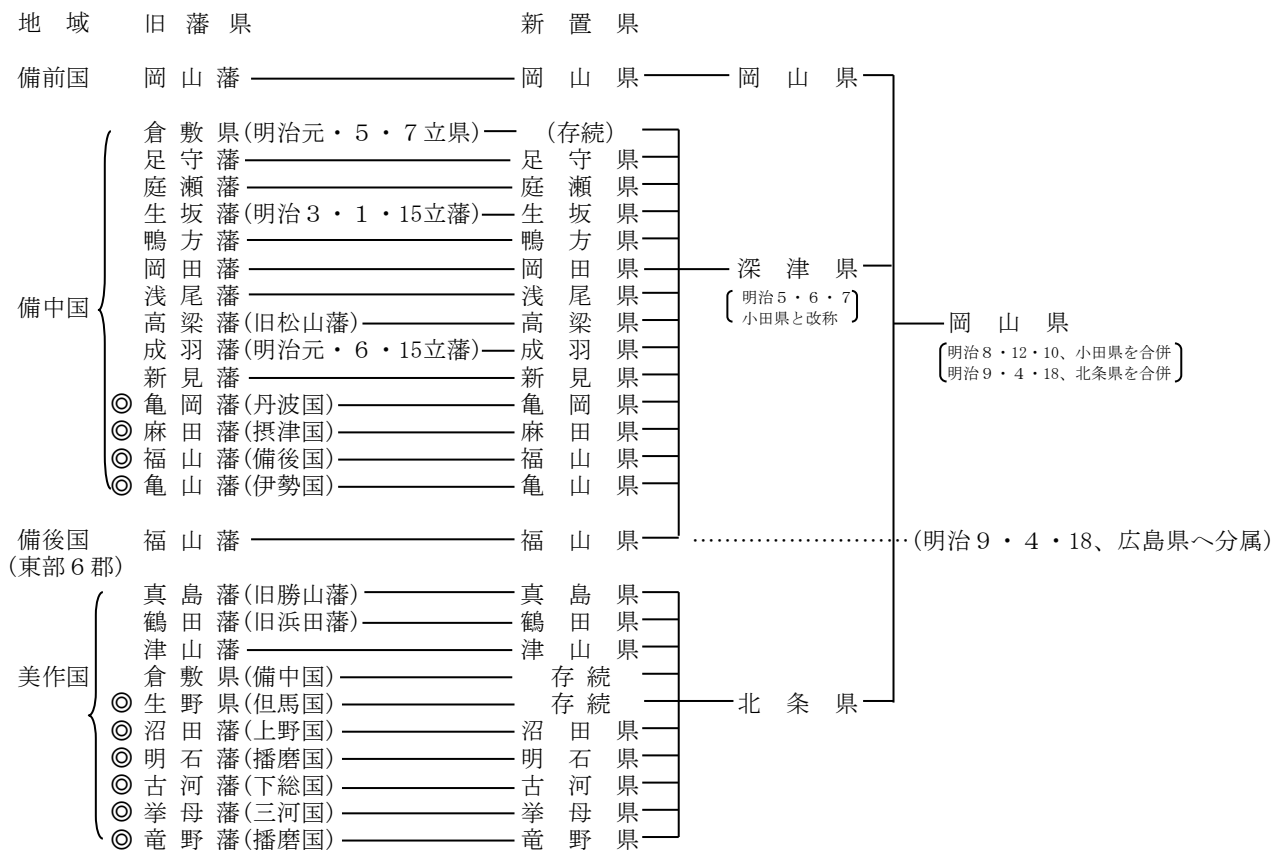 地 域 旧 藩 県 新 置 県
備前国 岡 山 藩 岡 山 県 岡 山 県
倉 敷 県(明治元・5・7立県) (存続)
足 守 藩 足 守 県
庭 瀬 藩 庭 瀬 県
生 坂 藩(明治3・1・15立藩) 生 坂 県
鴨 方 藩 鴨 方 県
岡 田 藩 岡 田 県 深 津 県
浅 尾 藩 浅 尾 県 明治5・6・7
備中国
小田県と改称
高 梁 藩(旧松山藩) 高 梁 県 岡 山 県
成 羽 藩(明治元・6・15立藩) 成 羽 県 明治8・12・10、小田県を合併
新 見 藩 新 見 県 明治9・4・18、北条県を合併
◎ 亀 岡 藩(丹波国) 亀 岡 県
◎ 麻 田 藩(摂津国) 麻 田 県
◎ 福 山 藩(備後国) 福 山 県
◎ 亀 山 藩(伊勢国) 亀 山 県
備後国 福 山 藩 福 山 県 ……………………(明治9・4・18、広島県へ分属)
(東部6郡)
真 島 藩(旧勝山藩) 真 島 県
鶴 田 藩(旧浜田藩) 鶴 田 県
津 山 藩 津 山 県
美作国 倉 敷 県(備中国) 存 続
◎ 生 野 県(但馬国) 存 続 北 条 県
◎ 沼 田 藩(上野国) 沼 田 県
◎ 明 石 藩(播磨国) 明 石 県
◎ 古 河 藩(下総国) 古 河 県
◎ 挙 母 藩(三河国) 挙 母 県
◎ 竜 野 藩(播磨国) 竜 野 県